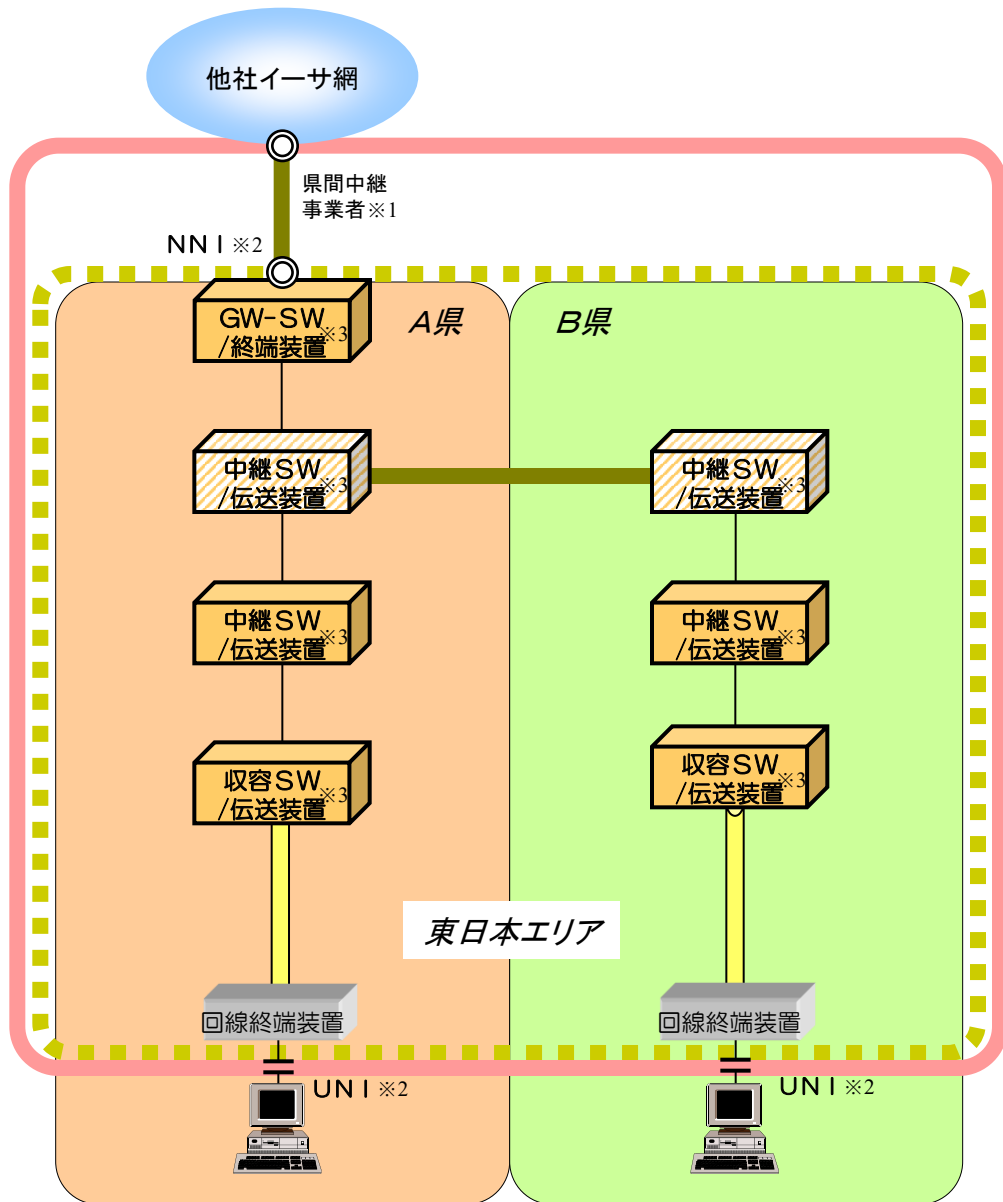 他社イーサ網
県間中継
事業者※1
NNI※2
GW-SW
/終端装置※3
A県
B県
中継SW
/伝送装置※3
中継SW
/伝送装置※3
中継SW
/伝送装置※3
中継SW
/伝送装置※3
収容SW
/伝送装置※3
収容SW
/伝送装置※3
東日本エリア
回線終端装置
回線終端装置
UNI※2
UNI※2